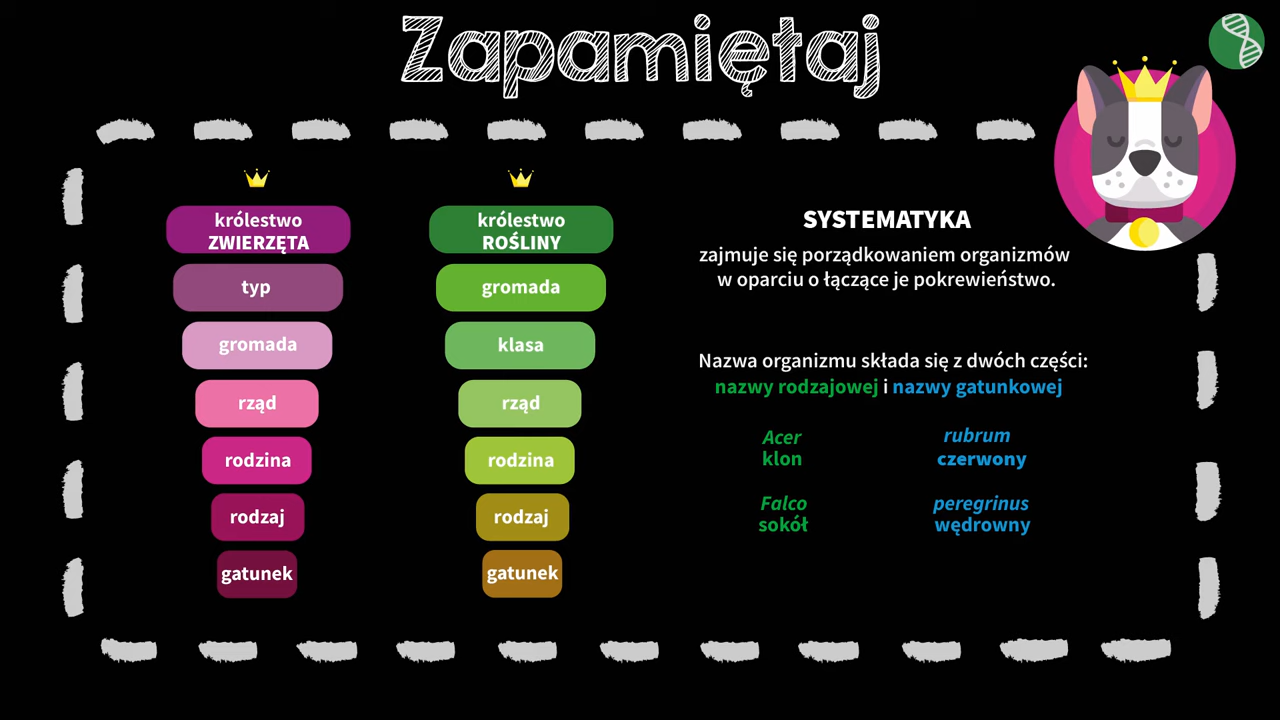 Zapamiętaj
królestwo
ZWIERZĘTA
typ
gromada
rząd
rodzina
rodzaj
gatunek
królestwo
ROŚLINY
gromada
klasa
rząd
rodzina
rodzaj
gatunek
SYSTEMATYKA
zajmuje się porządkowaniem organizmów
w oparciu o łączące je pokrewieństwo.
Nazwa organizmu składa się z dwóch części:
nazwy rodzajowej i nazwy gatunkowej
Acer rubrum
klon czerwony
Falco peregrinus
sokół wędrowny